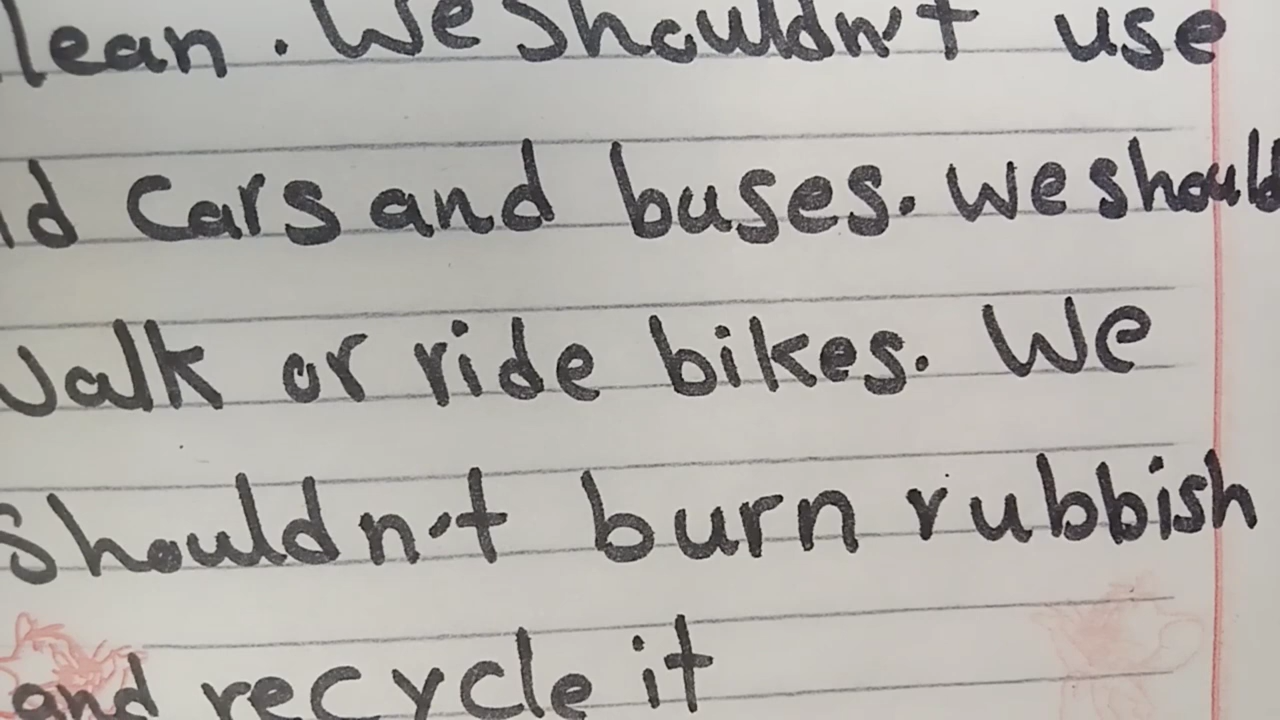 lean. We shouldn't use
ld cars and buses. we should
walk or ride bikes. We
shouldn't burn rubbish
and recycle it